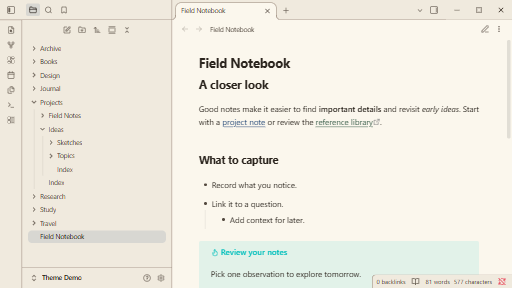 Field Notebook
Field Notebook
Archive
Books
Design
Journal
Projects
Field Notes
Ideas
Sketches
Topics
Index
Index
Research
Study
Travel
Field Notebook
Theme Demo
Field Notebook
A closer look
Good notes make it easier to find important details and revisit early ideas. Start
with a project note or review the reference library.
What to capture
Record what you notice.
Link it to a question.
Add context for later.
Review your notes
Pick one observation to explore tomorrow.
0 backlinks 81 words 577 characters